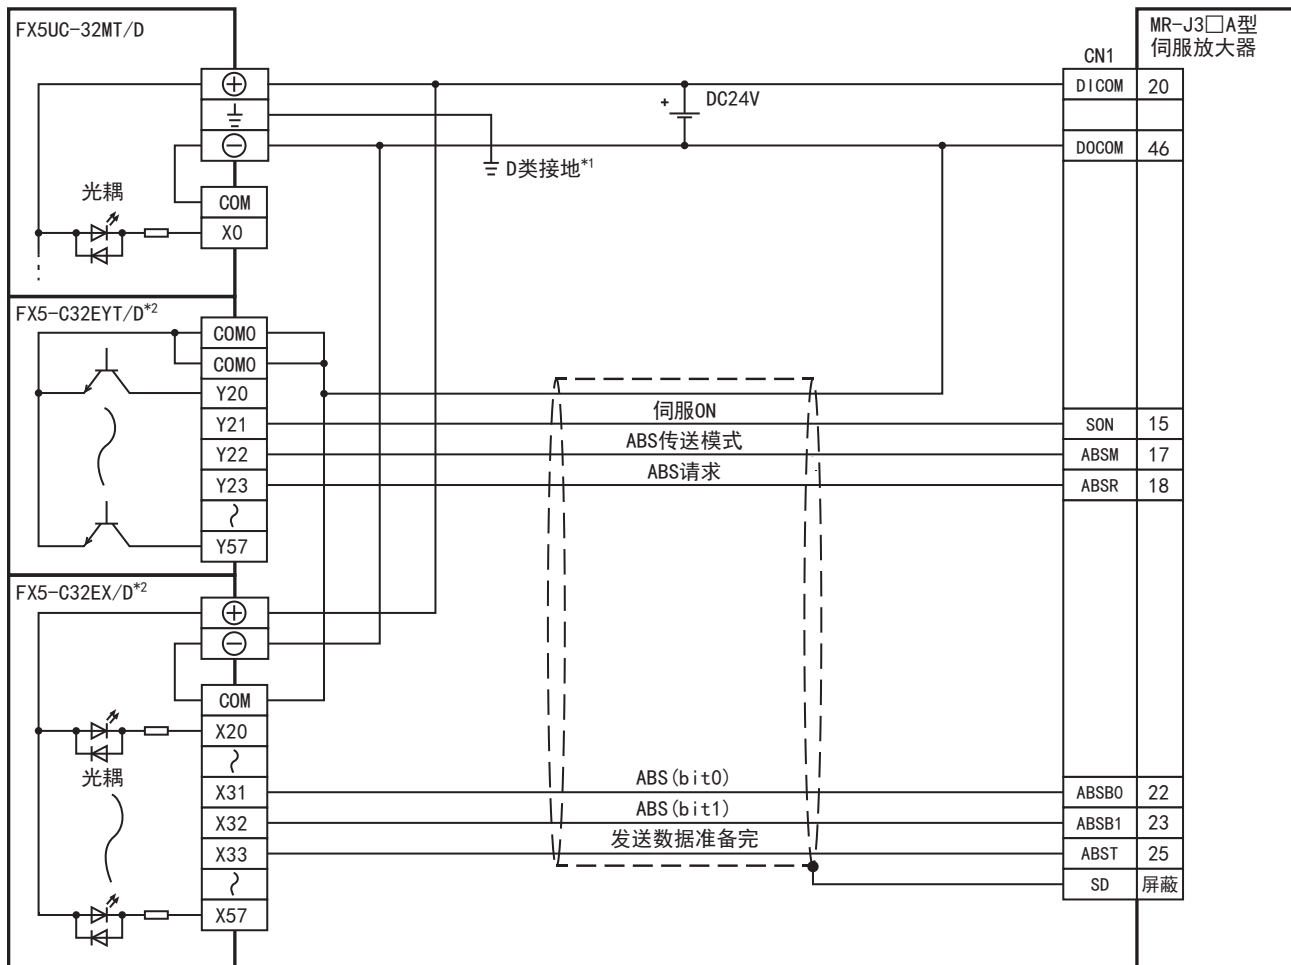 FX5UC-32MT/D
MR-J3□A型
伺服放大器
CN1
DICOM 20
DC24V
+
DOCOM 46
D类接地*1
光耦
COM
X0
FX5-C32EYT/D*2
COM0
COM0
Y20
Y21 伺服ON SON 15
Y22 ABS传送模式 ABSM 17
Y23 ABS请求 ABSR 18
Y57
FX5-C32EX/D*2
COM
X20
光耦
X31 ABS(bit0) ABSB0 22
X32 ABS(bit1) ABSB1 23
X33 发送数据准备完 ABST 25
SD 屏蔽
X57